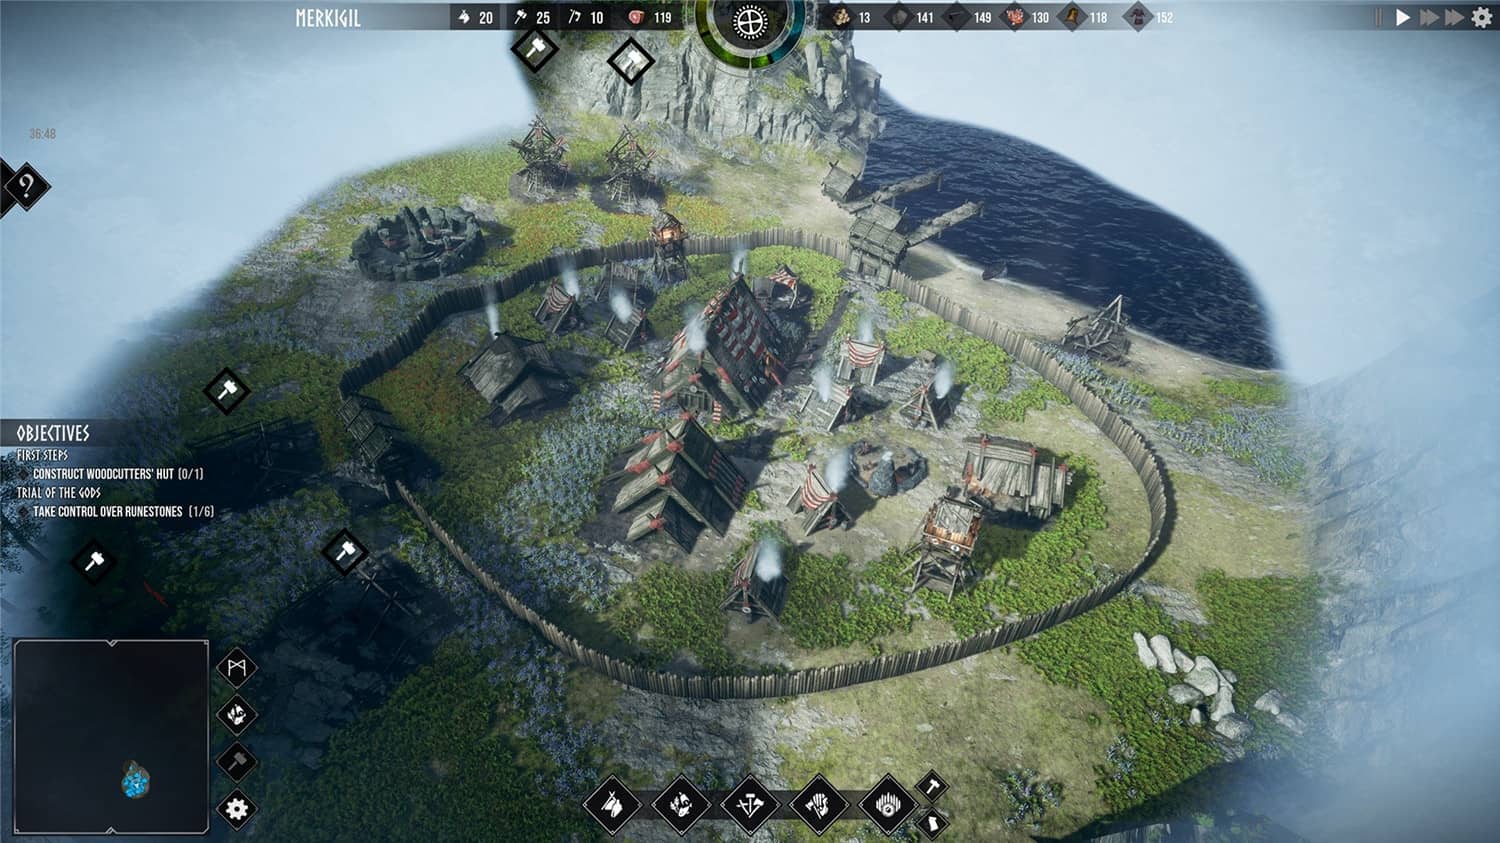 MERKIGIL 20 25 10 119 13 141 149 130 118 152
36:48
?
OBJECTIVES
FIRST STEPS
CONSTRUCT WOODCUTTERS' HUT (0/1)
TRIAL OF THE GODS
TAKE CONTROL OVER RUNESTONES (1/6)